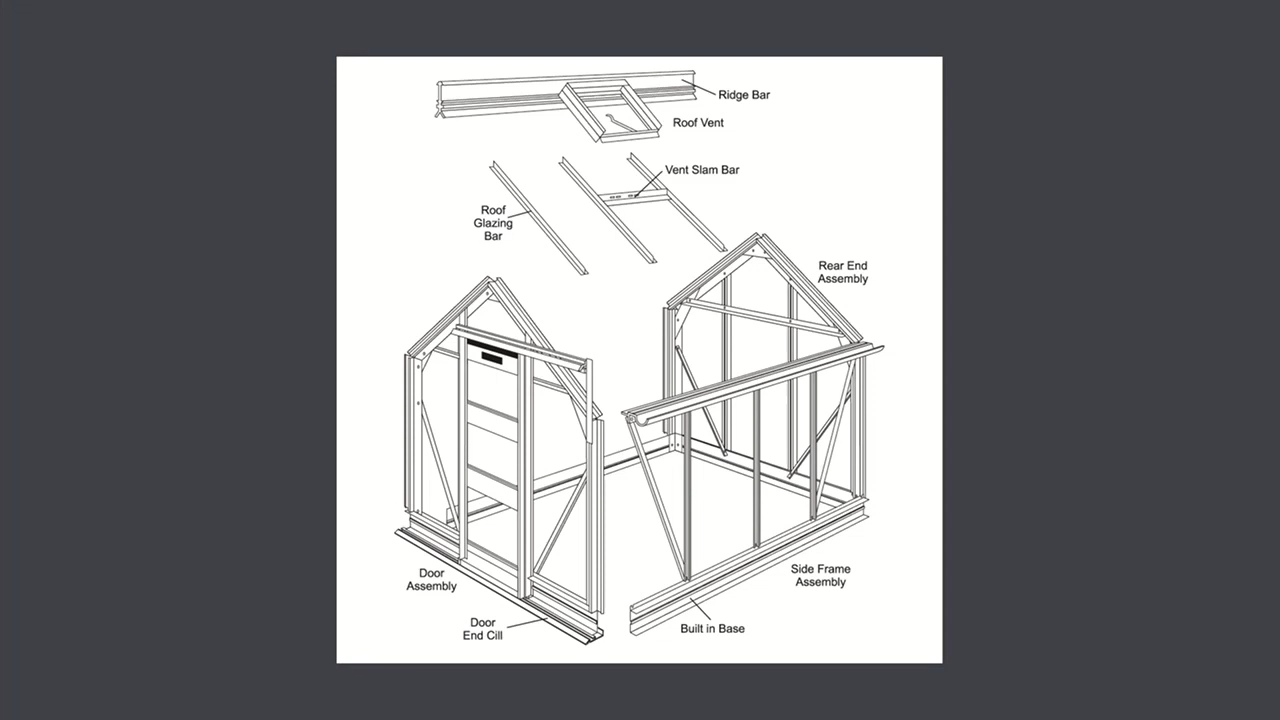 Ridge Bar
Roof Vent
Vent Slam Bar
Roof
Glazing
Bar
Rear End
Assembly
Door
Assembly
Side Frame
Assembly
Door
End Cill
Built in Base